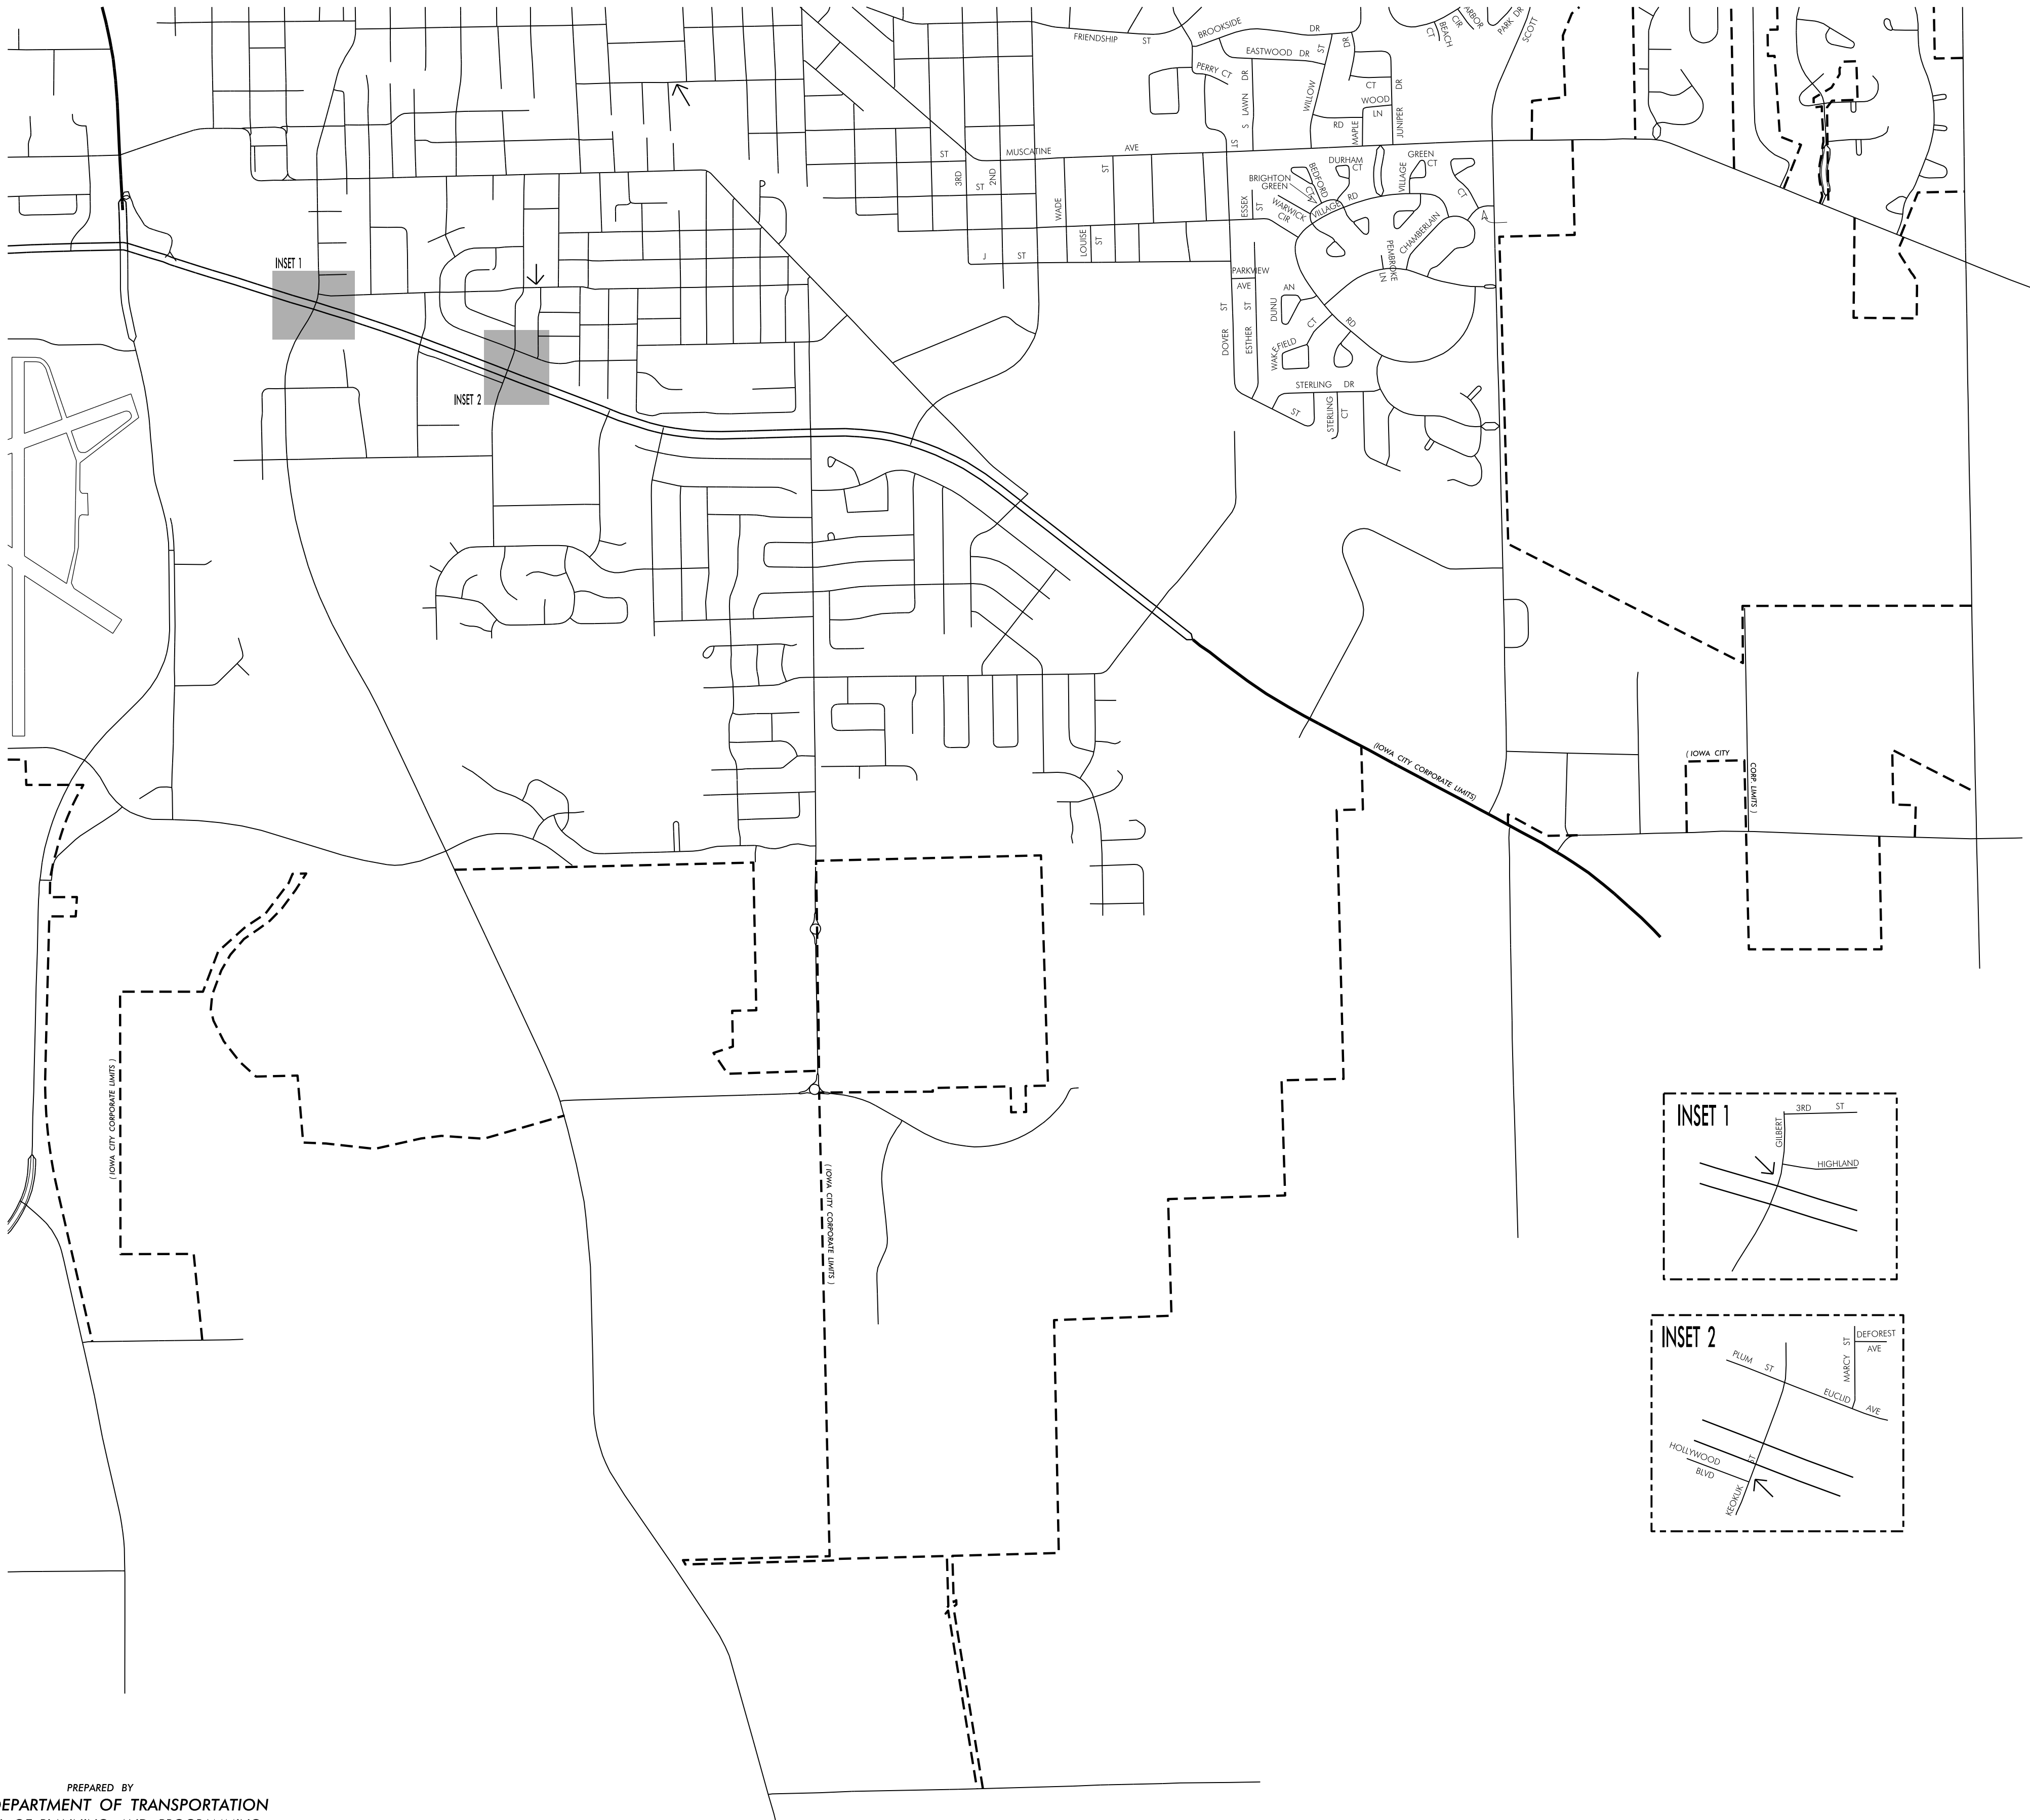 FRIENDSHIP ST
BROOKSIDE DR
EASTWOOD DR
PERRY CT
S LAWN DR
ST
WILLOW ST
DR
CT
WOOD
LN
RD
MAPLE
JUNIPER DR
BEACH
CT
ARBOR
CIR
PARK DR
SCOTT
ST
MUSCATINE AVE
3RD
ST
2ND
WADE
ST
LOUISE
ST
J ST
BRIGHTON
GREEN
BEDFORD
CT
DURHAM
CT
GREEN
CT
VILLAGE
CT
ESSEX
ST
WARWICK
CIR
VILLAGE RD
CHAMBERLAIN
PEMBROKE
LN
PARKVIEW
AVE
DOVER ST
ESTHER ST
DUNU
AN
CT
WAKEFIELD
RD
STERLING DR
ST
STERLING
CT
INSET 1
INSET 2
(IOWA CITY CORPORATE LIMITS)
( IOWA CITY
CORP. LIMITS )
( IOWA CITY CORPORATE LIMITS )
( IOWA CITY CORPORATE LIMITS )
INSET 1
3RD ST
GILBERT
HIGHLAND
INSET 2
PLUM ST
MARCY ST
DEFOREST
AVE
EUCLID AVE
HOLLYWOOD
BLVD
KEOKUK ST
PREPARED BY
DEPARTMENT OF TRANSPORTATION